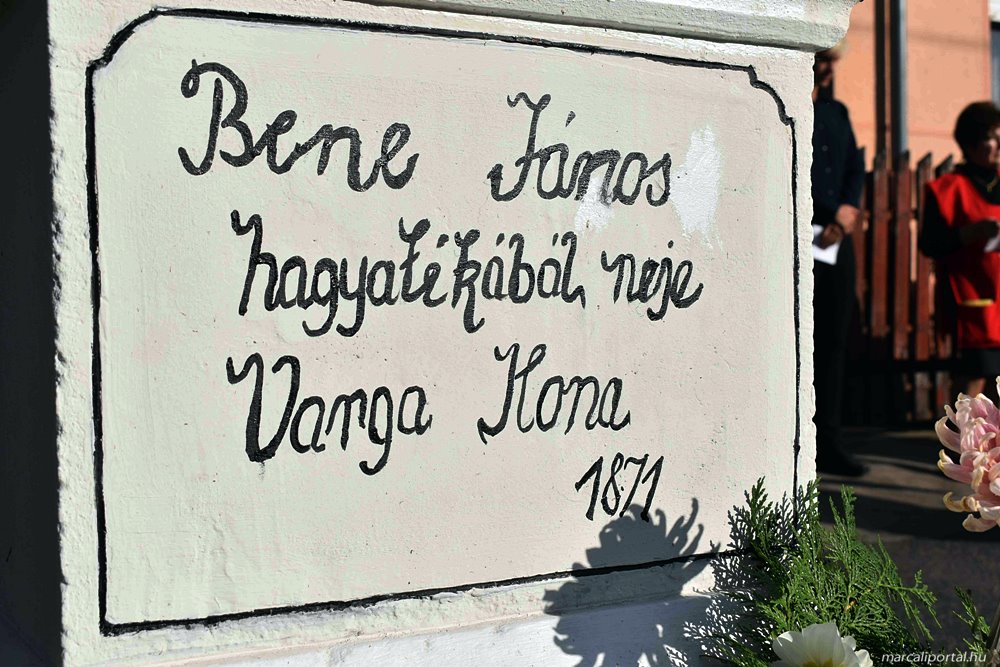 Bene János
hagyatékából, neje
Varga Ilona
1871
marcaliportal.hu